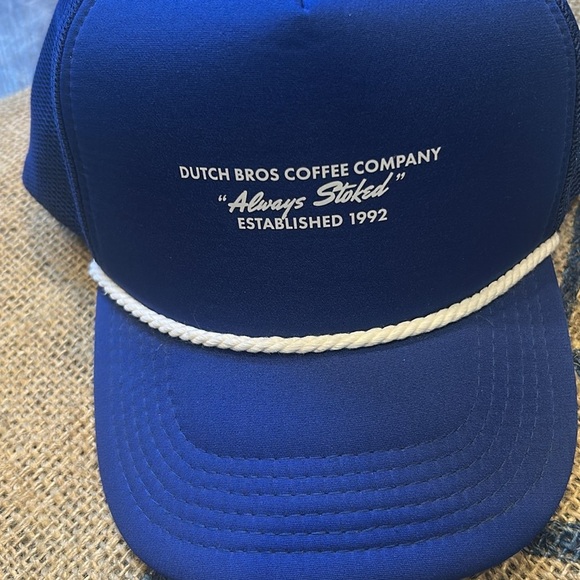 DUTCH BROS COFFEE COMPANY
"Always Stoked"
ESTABLISHED 1992